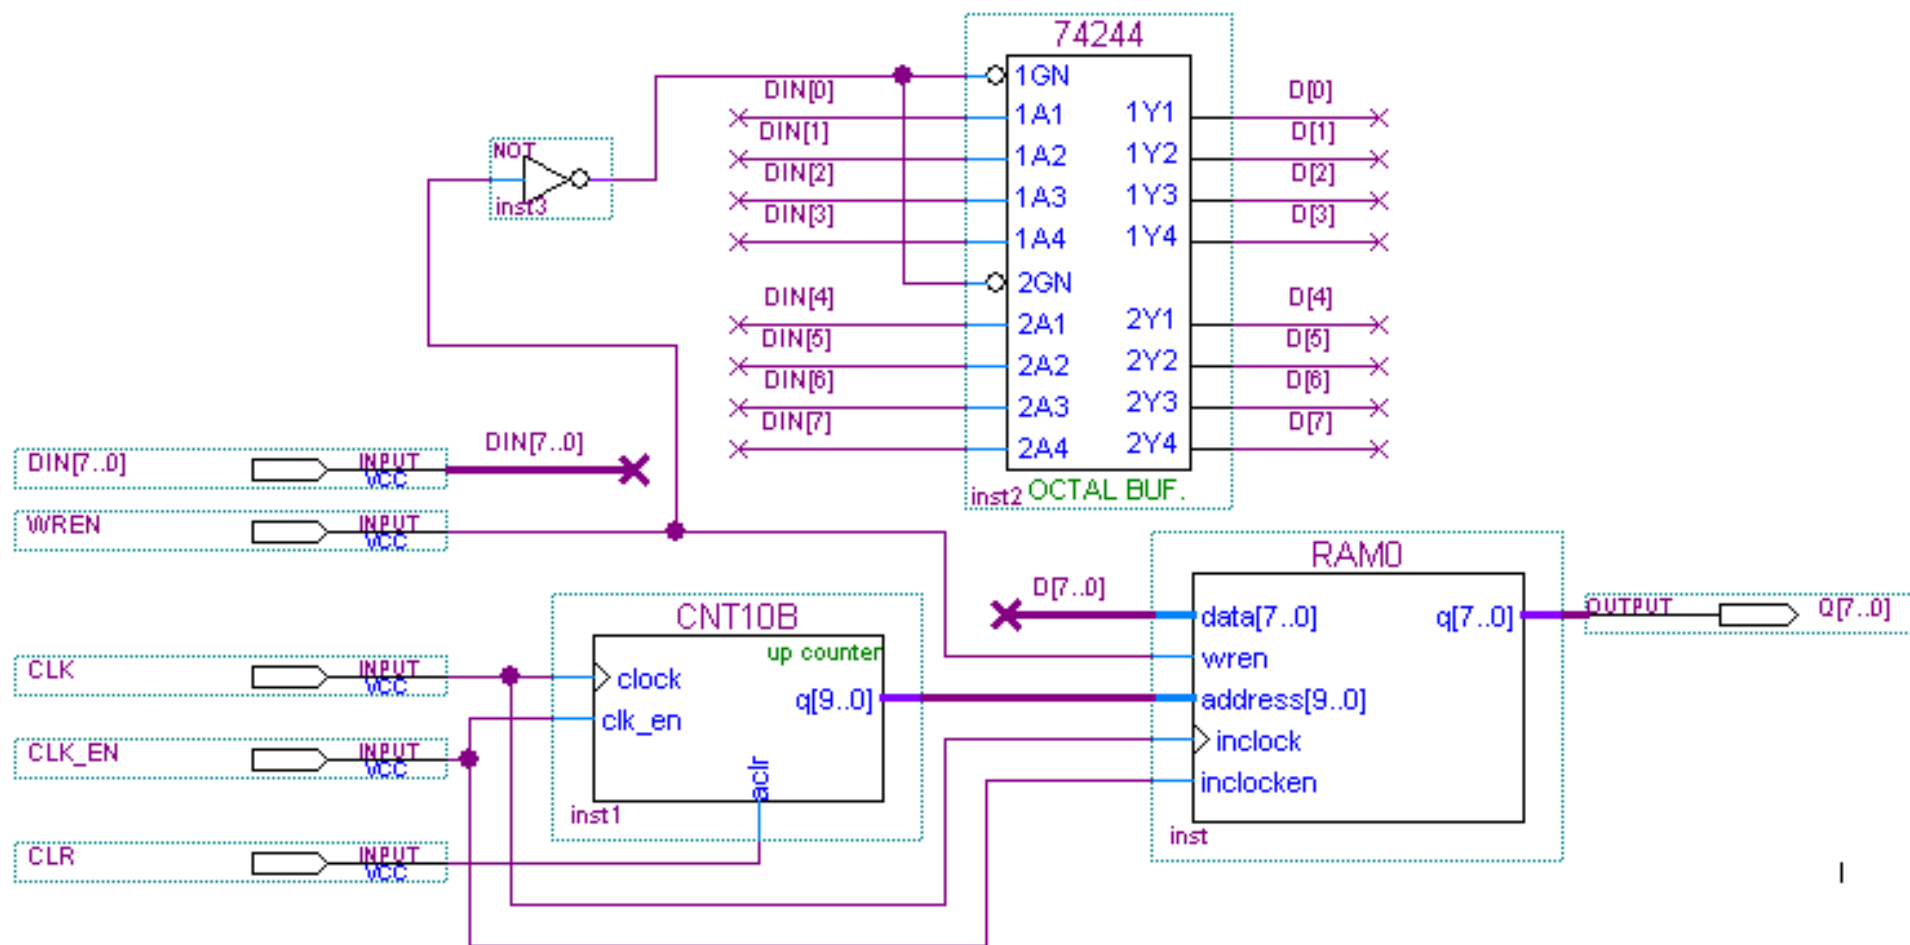 74244
1GN
DIN[0] 1A1 1Y1 D[0]
DIN[1] 1A2 1Y2 D[1]
DIN[2] 1A3 1Y3 D[2]
DIN[3] 1A4 1Y4 D[3]
2GN
DIN[4] 2A1 2Y1 D[4]
DIN[5] 2A2 2Y2 D[5]
DIN[6] 2A3 2Y3 D[6]
DIN[7] 2A4 2Y4 D[7]
inst2 OCTAL BUF.
NOT
inst3
DIN[7..0] INPUT DIN[7..0]
VCC
WREN INPUT
VCC
CNT10B
up counter
clock
q[9..0]
clk_en
aclr
inst1
RAM0
D[7..0] data[7..0] q[7..0] OUTPUT Q[7..0]
wren
address[9..0]
inclock
inclocken
inst
CLK INPUT
VCC
CLK_EN INPUT
VCC
CLR INPUT
VCC